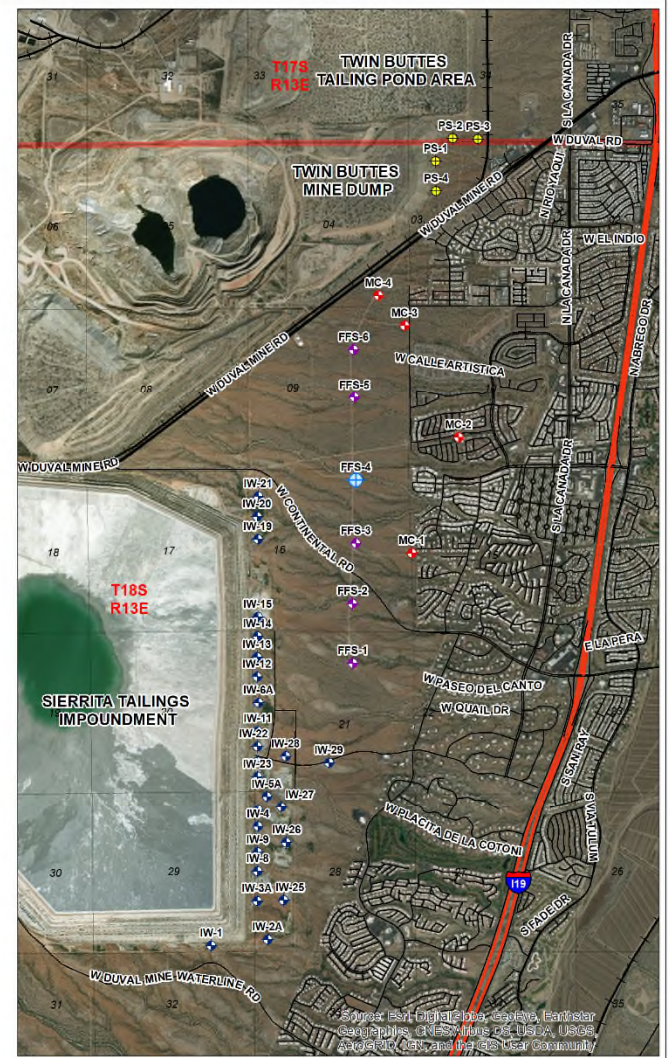 TWIN BUTTES
TAILING POND AREA
T17S
R13E
31
32
33
34
35
S LA CANADA DR
PS-2
PS-3
W DUVAL RD
PS-1
TWIN BUTTES
MINE DUMP
PS-4
N RIO YAQUI
W DUVAL MINE RD
06
05
04
03
W EL INDIO
N LA CANADA DR
N ABREGO DR
MC-4
MC-3
FFS-6
W CALLE ARTISTICA
W DUVAL MINE RD
07
08
09
FFS-5
MC-2
W DUVAL MINE RD
FFS-4
S LA CANADA DR
IW-21
IW-20
W CONTINENTAL RD
IW-19
FFS-3
MC-1
18
17
16
T18S
R13E
FFS-2
IW-15
IW-14
IW-13
E LA PERA
FFS-1
IW-12
W PASEO DEL CANTO
IW-6A
W QUAIL DR
SIERRITA TAILINGS
IMPOUNDMENT
IW-11
21
IW-22
IW-28
IW-29
S SAN RAY
IW-23
IW-5A
IW-27
S VIA TULUM
IW-4
W PLACITA DE LA COTONI
IW-9
IW-26
IW-8
30
29
28
26
I19
IW-3A
IW-25
S FADE DR
IW-1
IW-2A
W DUVAL MINE WATERLINE RD
31
32
35
Source: Esri, DigitalGlobe, GeoEye, Earthstar
Geographics, CNES/Airbus DS, USDA, USGS,
AeroGRID, IGN, and the GIS User Community